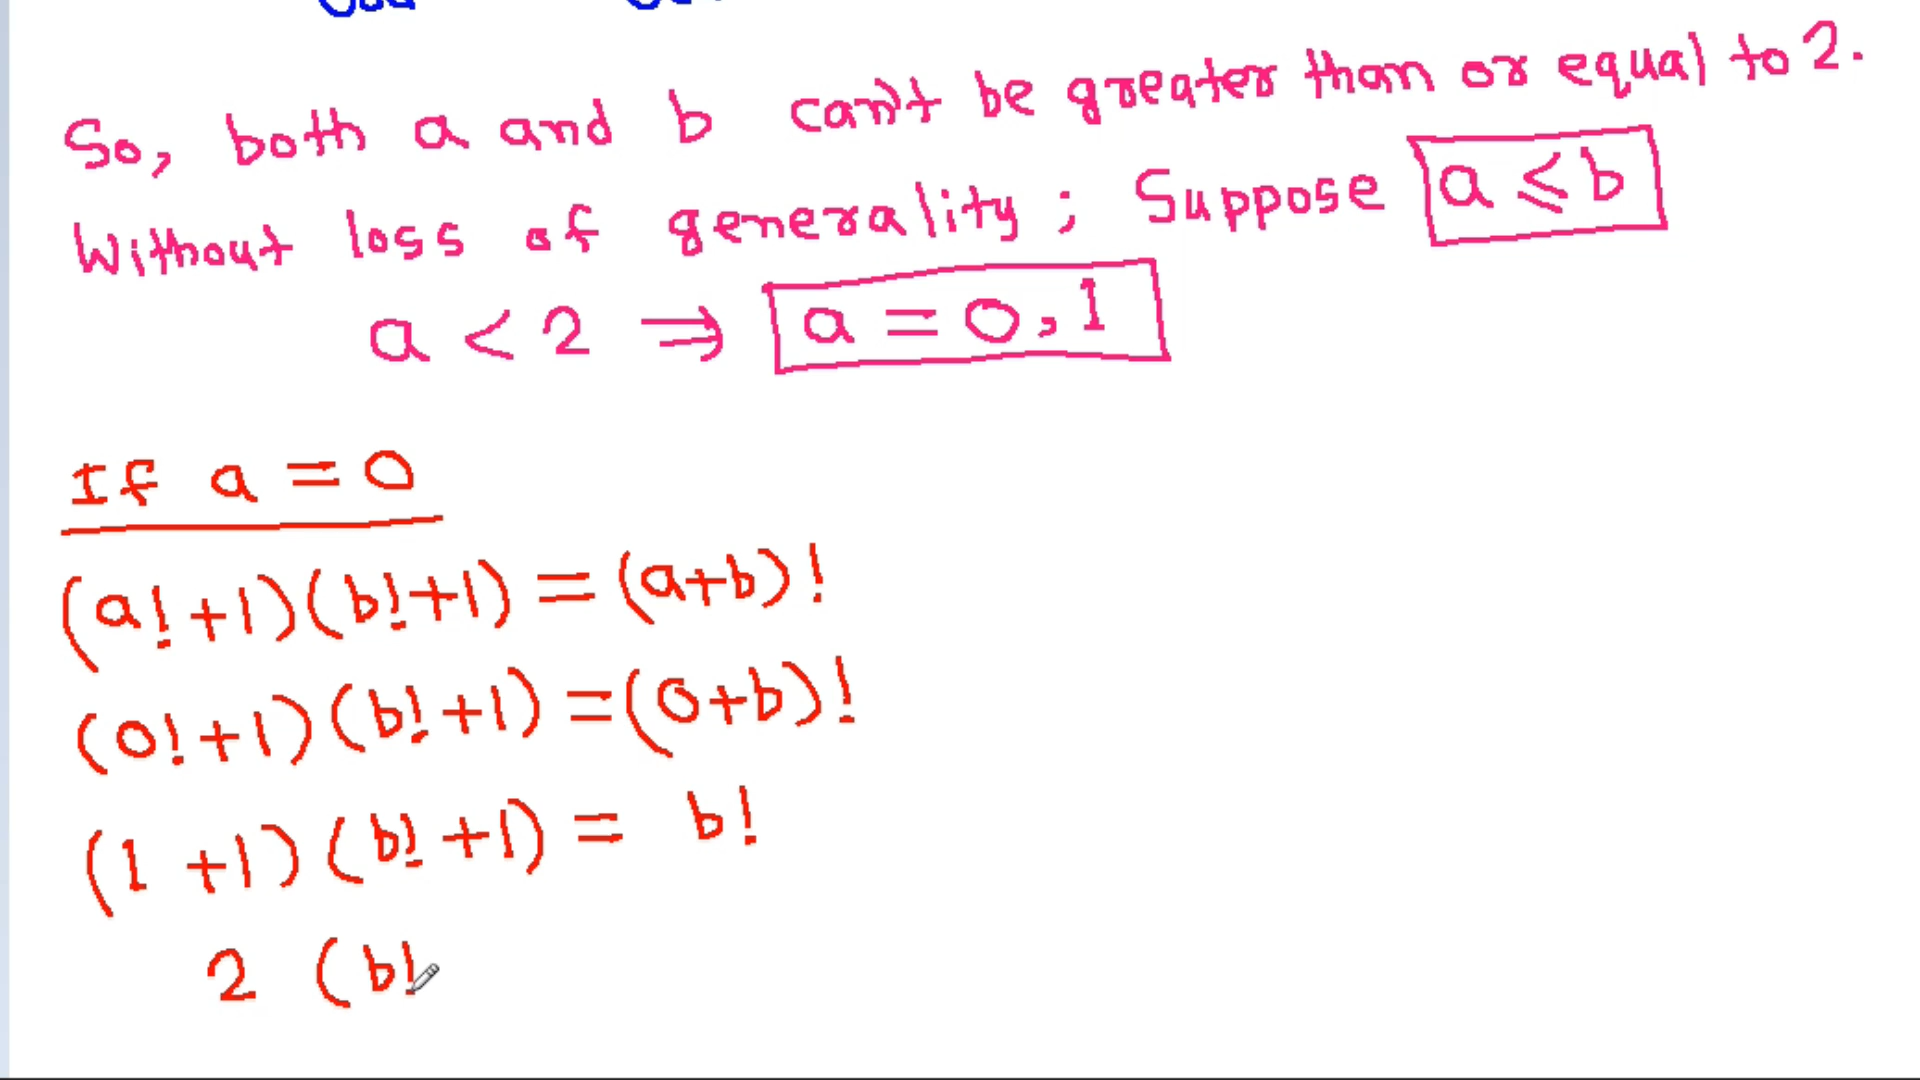 So, both a and b can't be greater than or equal to 2.
Without loss of generality; Suppose a ≤ b
a < 2 ⇒ a = 0, 1
If a = 0
(a! + 1)(b! + 1) = (a+b)!
(0! + 1)(b! + 1) = (0+b)!
(1 + 1)(b! + 1) = b!
2 (b!